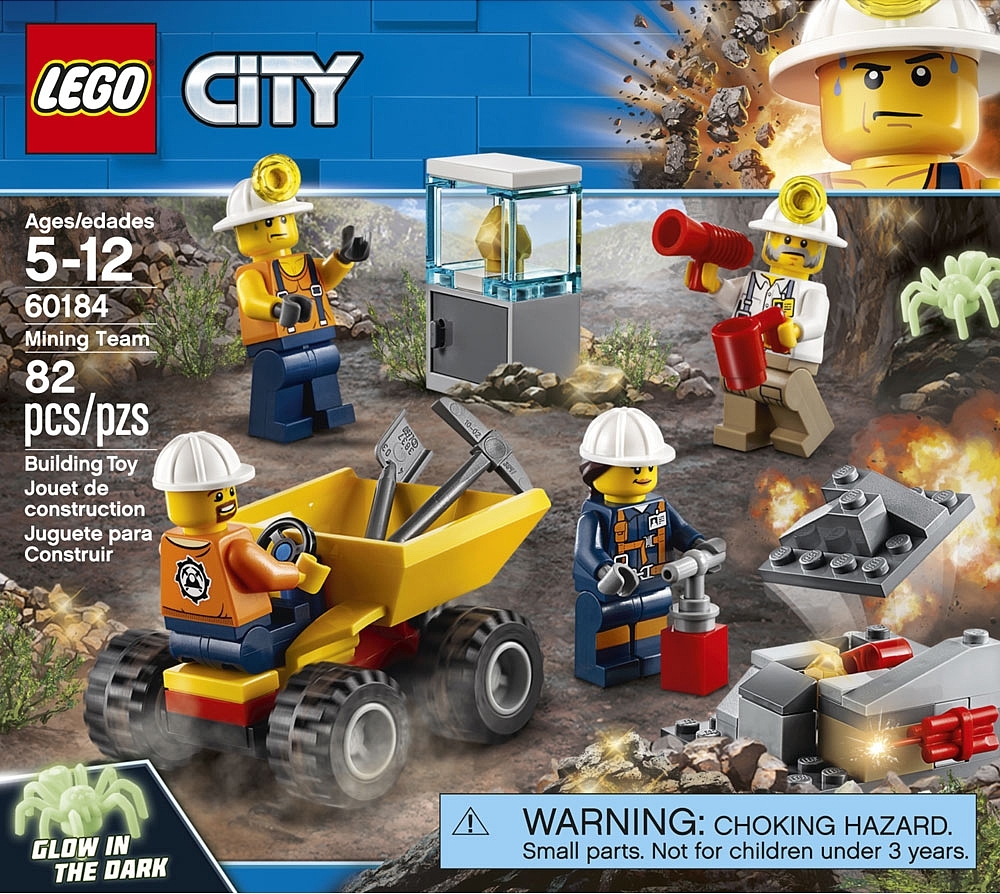 LEGO CITY
Ages/edades
5-12
60184
Mining Team
82
pcs/pzs
Building Toy
Jouet de
construction
Juguete para
Construir
GLOW IN
THE DARK
WARNING: CHOKING HAZARD.
Small parts. Not for children under 3 years.